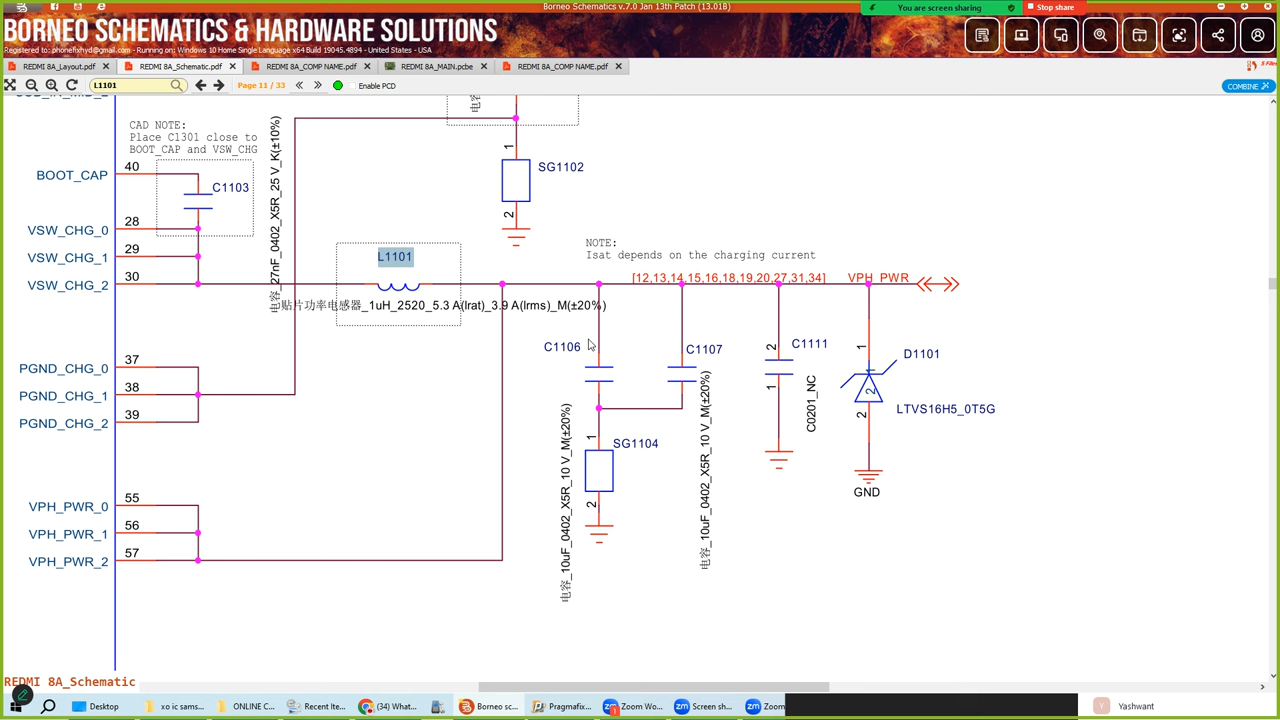 Borneo Schematics v.7.0 Jan 13th Patch (13.01B)
You are screen sharing
Stop share
BORNEO SCHEMATICS & HARDWARE SOLUTIONS
Registered to: phonefixhyd@gmail.com - Running on: Windows 10 Home Single Language x64 Build 19045.4894 - United States - USA
REDMI 8A_Layout.pdf
REDMI 8A_Schematic.pdf
REDMI 8A_COMP NAME.pdf
REDMI 8A_MAIN.pcbe
REDMI 8A_COMP NAME.pdf
5 Files
L1101
Page 11 / 33
Enable PCD
COMBINE
CAD NOTE:
Place C1301 close to
BOOT_CAP and VSW_CHG
BOOT_CAP 40
C1103
电容_27nF_0402_X5R_25 V_K(±10%)
电容
1
SG1102
2
VSW_CHG_0 28
VSW_CHG_1 29
VSW_CHG_2 30
L1101
贴片功率电感器_1uH_2520_5.3 A(Irat)_3.9 A(Irms)_M(±20%)
NOTE:
Isat depends on the charging current
[12,13,14,15,16,18,19,20,27,31,34]
VPH_PWR
C1106
C1107
2
C1111
1
C0201_NC
1
D1101
1
2
LTVS16H5_0T5G
2
GND
PGND_CHG_0 37
PGND_CHG_1 38
PGND_CHG_2 39
电容_10uF_0402_X5R_10 V_M(±20%)
1
SG1104
2
电容_10uF_0402_X5R_10 V_M(±20%)
VPH_PWR_0 55
VPH_PWR_1 56
VPH_PWR_2 57
REDMI 8A_Schematic
Desktop
xo ic sams...
ONLINE C...
Recent Ite...
(34) What...
Borneo sc...
Pragmafix...
Zoom Wo...
Screen sh...
Zoom
Y
Yashwant